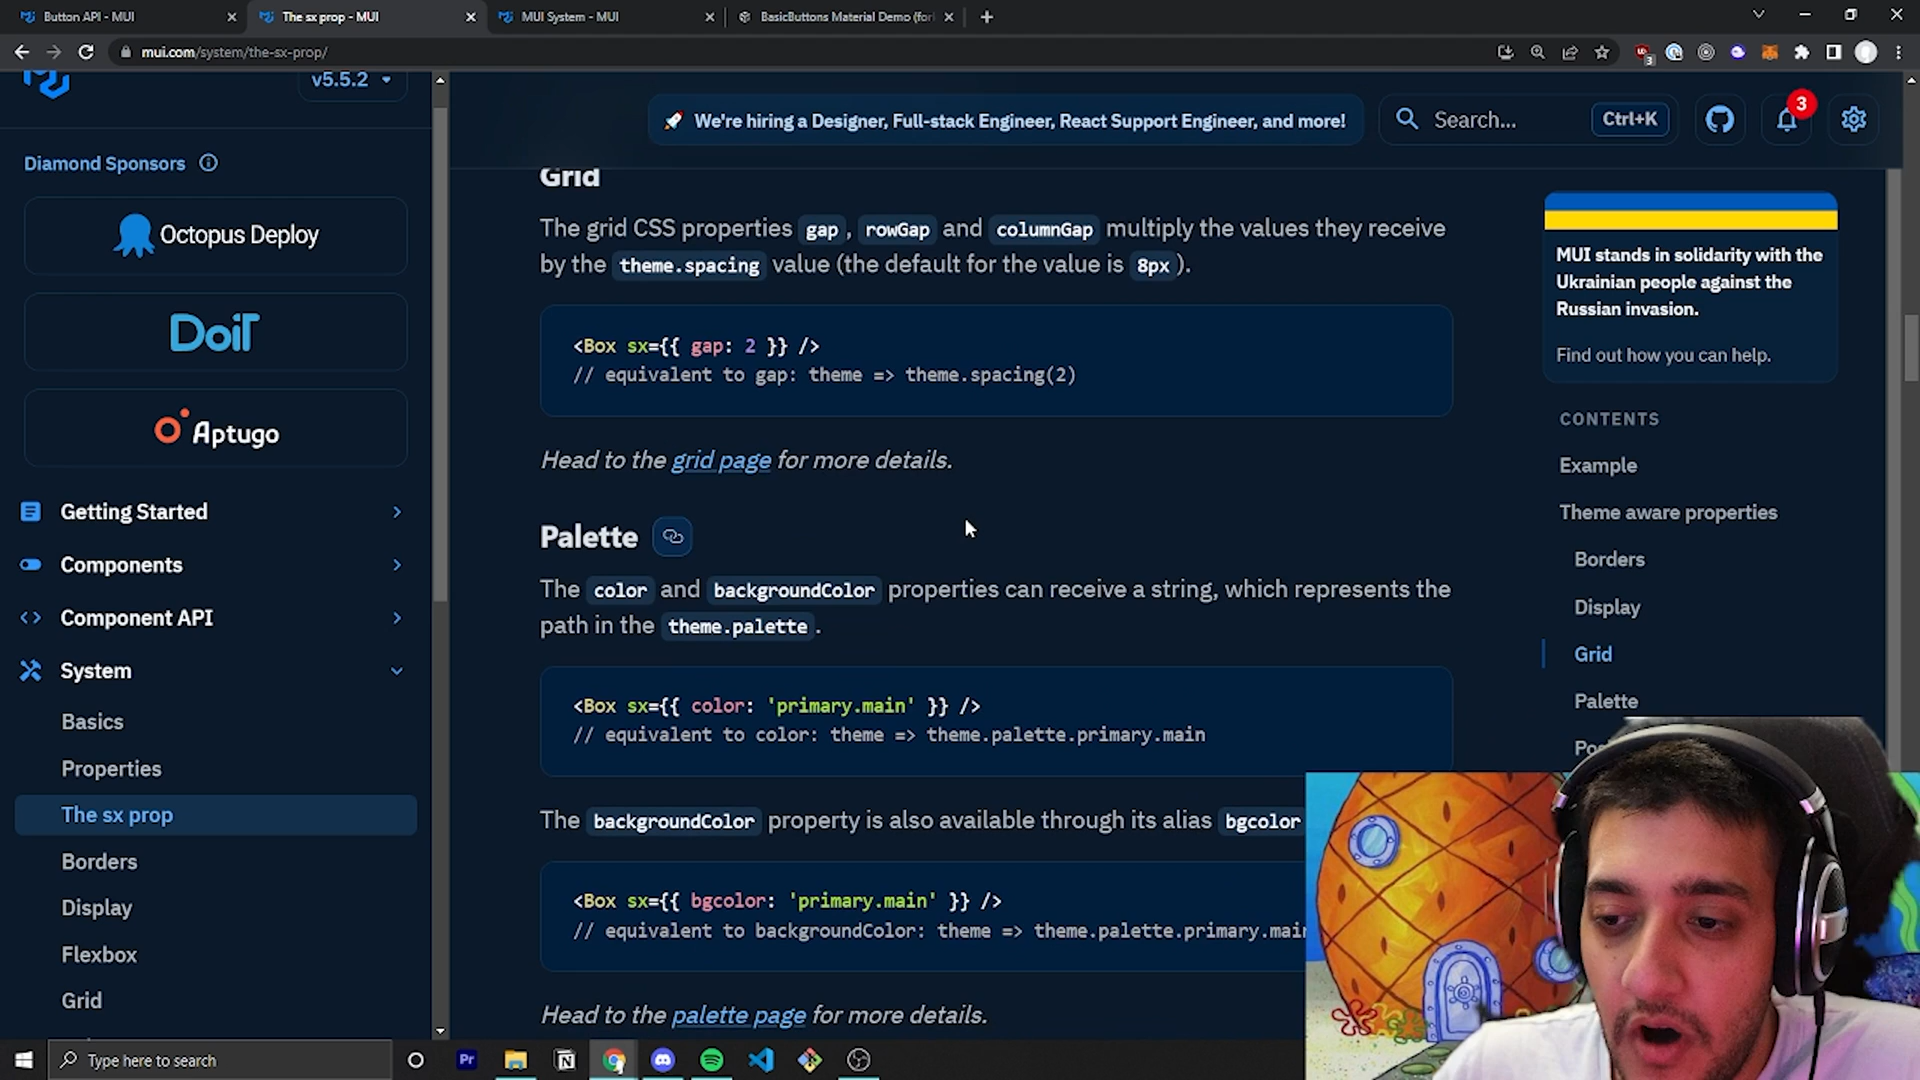 Button API - MUI
The sx prop - MUI
MUI System - MUI
BasicButtons Material Demo (for
mui.com/system/the-sx-prop/
3
v5.5.2
We're hiring a Designer, Full-stack Engineer, React Support Engineer, and more!
Search...
Ctrl+K
3
Diamond Sponsors
Octopus Deploy
DoiT
Aptugo
Getting Started
Components
Component API
System
Basics
Properties
The sx prop
Borders
Display
Flexbox
Grid
Grid
The grid CSS properties gap , rowGap and columnGap multiply the values they receive
by the theme.spacing value (the default for the value is 8px ).
<Box sx={{ gap: 2 }} />
// equivalent to gap: theme => theme.spacing(2)
Head to the grid page for more details.
Palette
The color and backgroundColor properties can receive a string, which represents the
path in the theme.palette .
<Box sx={{ color: 'primary.main' }} />
// equivalent to color: theme => theme.palette.primary.main
The backgroundColor property is also available through its alias bgcolor
<Box sx={{ bgcolor: 'primary.main' }} />
// equivalent to backgroundColor: theme => theme.palette.primary.main
Head to the palette page for more details.
MUI stands in solidarity with the
Ukrainian people against the
Russian invasion.
Find out how you can help.
CONTENTS
Example
Theme aware properties
Borders
Display
Grid
Palette
Type here to search
Pr